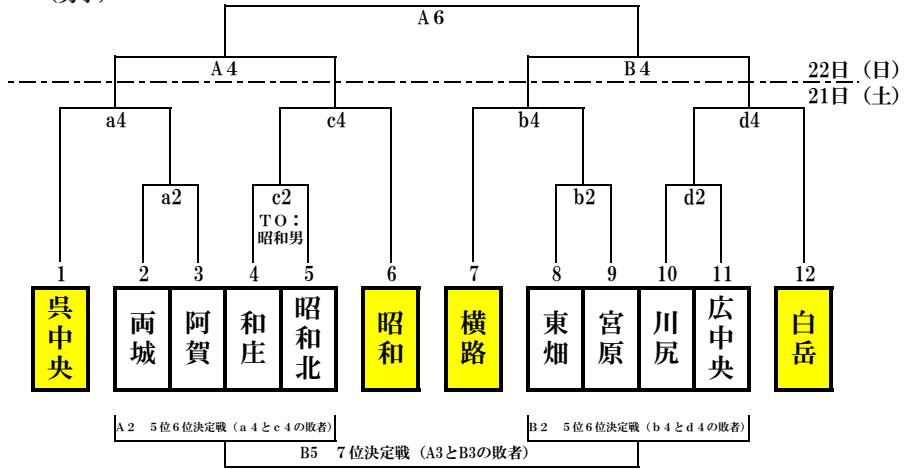 A6
A4
B4
22日（日）
21日（土）
a4
c4
b4
d4
a2
c2
b2
d2
TO：
昭和男
1
2
3
4
5
6
7
8
9
10
11
12
呉中央
両城
阿賀
和庄
昭和北
昭和
横路
東畑
宮原
川尻
広中央
白岳
A2　5位6位決定戦（a4とc4の敗者）
B2　5位6位決定戦（b4とd4の敗者）
B5　7位決定戦（A3とB3の敗者）